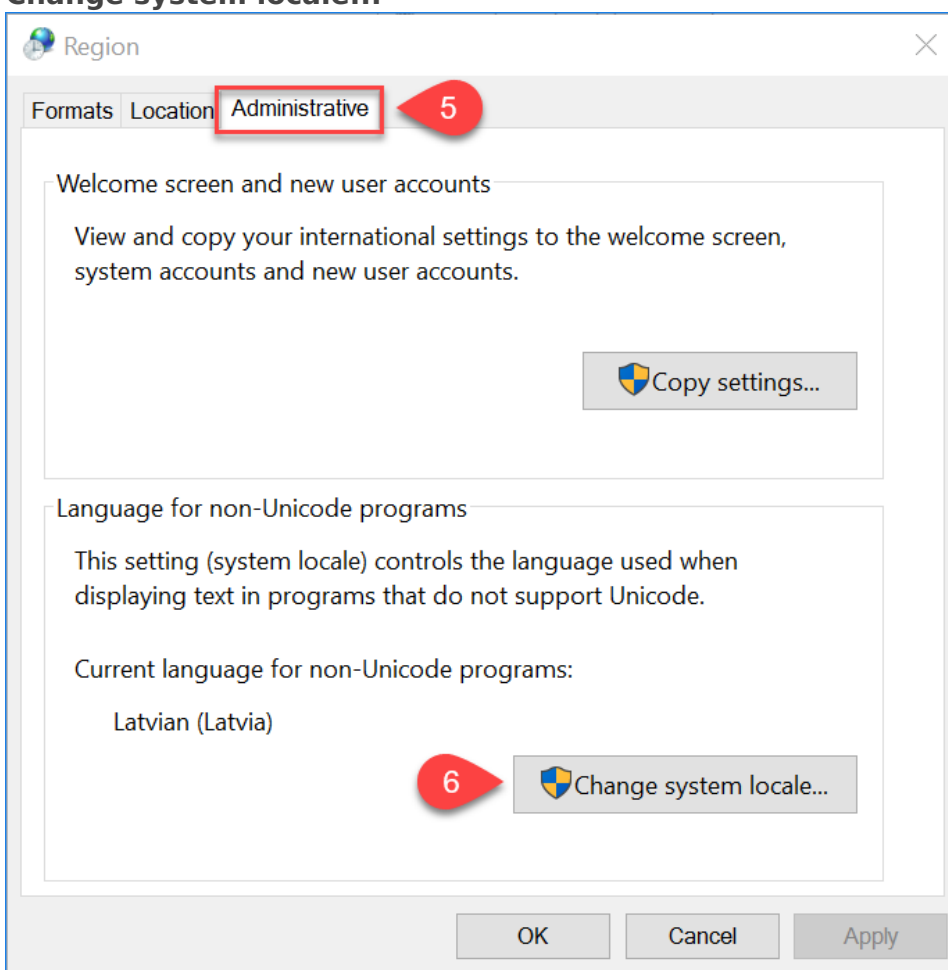 Change system locale...
Region
Formats Location Administrative 5
Welcome screen and new user accounts
View and copy your international settings to the welcome screen,
system accounts and new user accounts.
Copy settings...
Language for non-Unicode programs
This setting (system locale) controls the language used when
displaying text in programs that do not support Unicode.
Current language for non-Unicode programs:
Latvian (Latvia)
6 Change system locale...
OK Cancel Apply